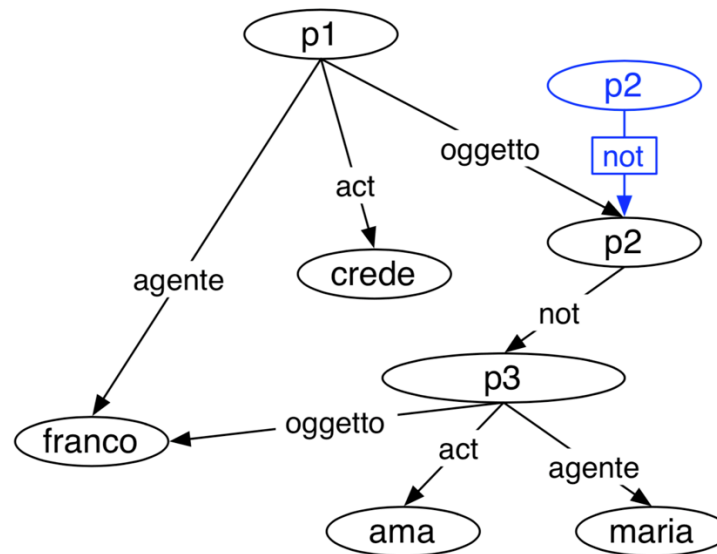 p1
p2
oggetto
not
act
p2
crede
agente
not
p3
oggetto
franco
act
agente
ama
maria